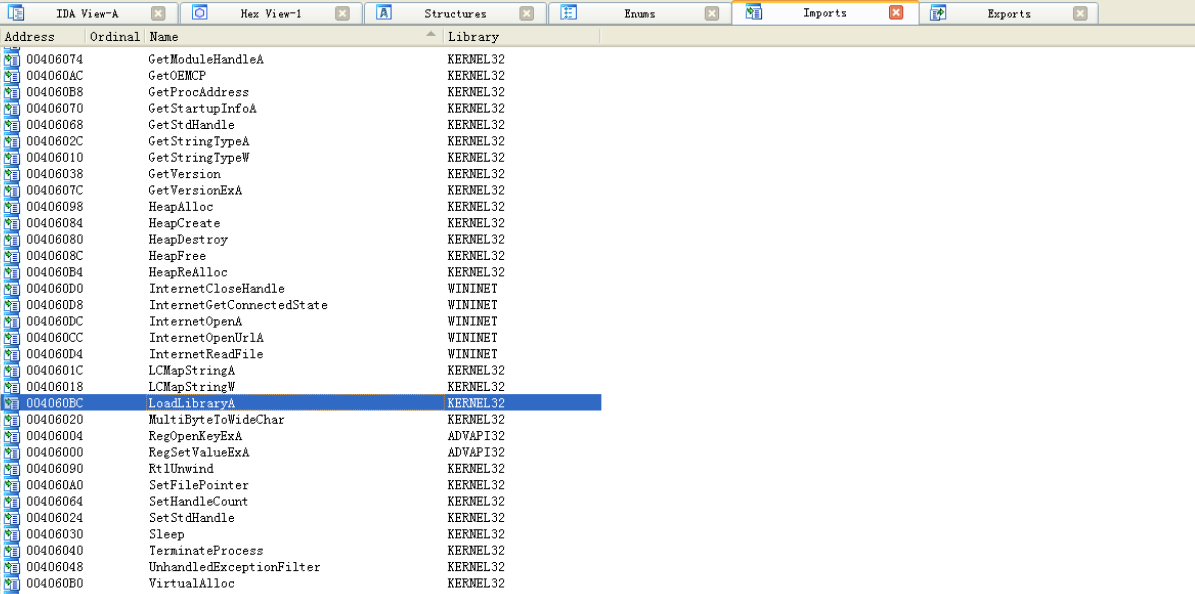 IDA View-A Hex View-1 Structures Enums Imports Exports
Address Ordinal Name Library
00406074 GetModuleHandleA KERNEL32
004060AC GetOEMCP KERNEL32
004060B8 GetProcAddress KERNEL32
00406070 GetStartupInfoA KERNEL32
00406068 GetStdHandle KERNEL32
0040602C GetStringTypeA KERNEL32
00406010 GetStringTypeW KERNEL32
00406038 GetVersion KERNEL32
0040607C GetVersionExA KERNEL32
00406098 HeapAlloc KERNEL32
00406084 HeapCreate KERNEL32
00406080 HeapDestroy KERNEL32
0040608C HeapFree KERNEL32
004060B4 HeapReAlloc KERNEL32
004060D0 InternetCloseHandle WININET
004060D8 InternetGetConnectedState WININET
004060DC InternetOpenA WININET
004060CC InternetOpenUrlA WININET
004060D4 InternetReadFile WININET
0040601C LCMapStringA KERNEL32
00406018 LCMapStringW KERNEL32
004060BC LoadLibraryA KERNEL32
00406020 MultiByteToWideChar KERNEL32
00406004 RegOpenKeyExA ADVAPI32
00406000 RegSetValueExA ADVAPI32
00406090 RtlUnwind KERNEL32
004060A0 SetFilePointer KERNEL32
00406064 SetHandleCount KERNEL32
00406024 SetStdHandle KERNEL32
00406030 Sleep KERNEL32
00406040 TerminateProcess KERNEL32
00406048 UnhandledExceptionFilter KERNEL32
004060B0 VirtualAlloc KERNEL32